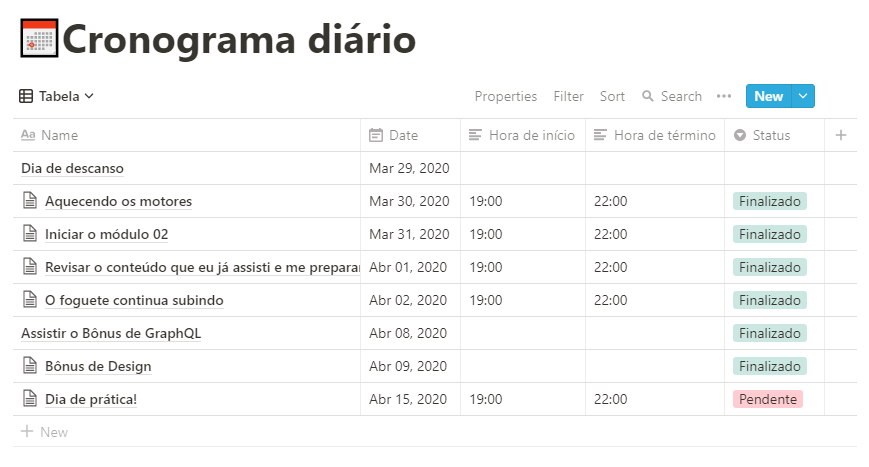 Cronograma diário
Tabela Properties Filter Sort Search ••• New
Aa Name Date Hora de início Hora de término Status +
Dia de descanso Mar 29, 2020
Aquecendo os motores Mar 30, 2020 19:00 22:00 Finalizado
Iniciar o módulo 02 Mar 31, 2020 19:00 22:00 Finalizado
Revisar o conteúdo que eu já assisti e me preparar Abr 01, 2020 19:00 22:00 Finalizado
O foguete continua subindo Abr 02, 2020 19:00 22:00 Finalizado
Assistir o Bônus de GraphQL Abr 08, 2020 Finalizado
Bônus de Design Abr 09, 2020 Finalizado
Dia de prática! Abr 15, 2020 19:00 22:00 Pendente
+ New